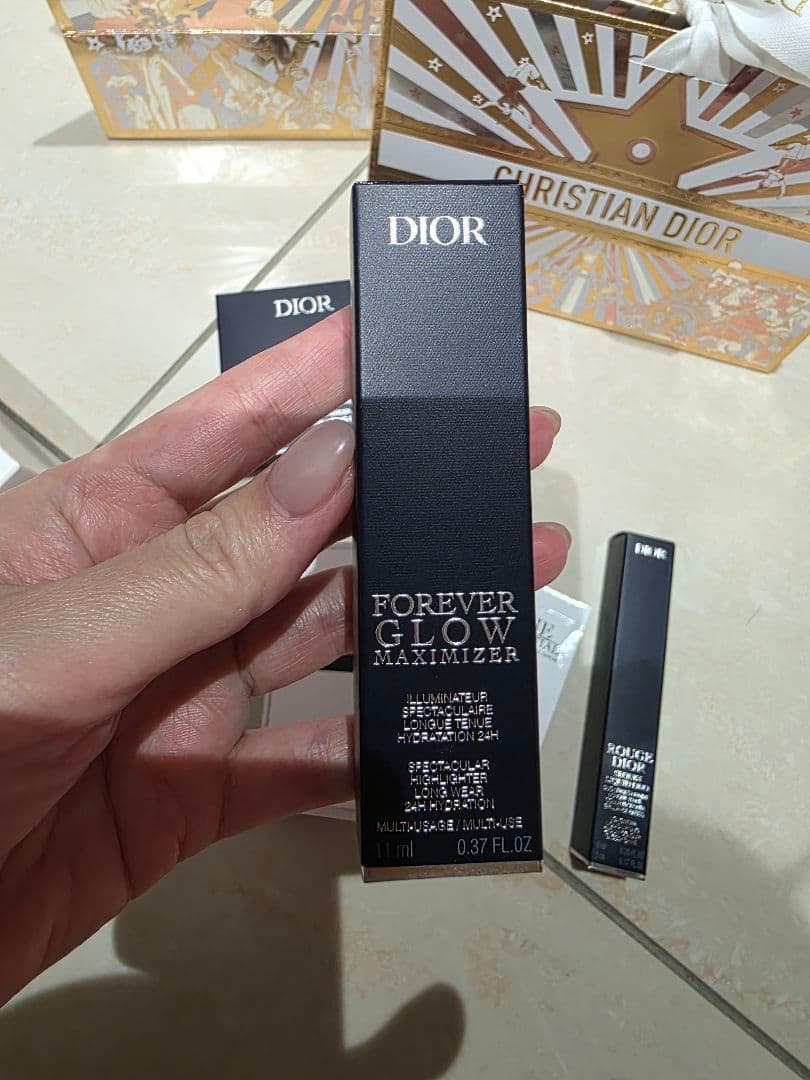 CHRISTIAN DIOR
DIOR
DIOR
FOREVER
GLOW
MAXIMIZER
ILLUMINATEUR
SPECTACULAIRE
LONGUE TENUE
HYDRATATION 24H
SPECTACULAR
HIGHLIGHTER
LONG WEAR
24H HYDRATION
MULTI-USAGE / MULTI-USE
11 ml 0.37 FL.OZ
DIOR
ROUGE
DIOR